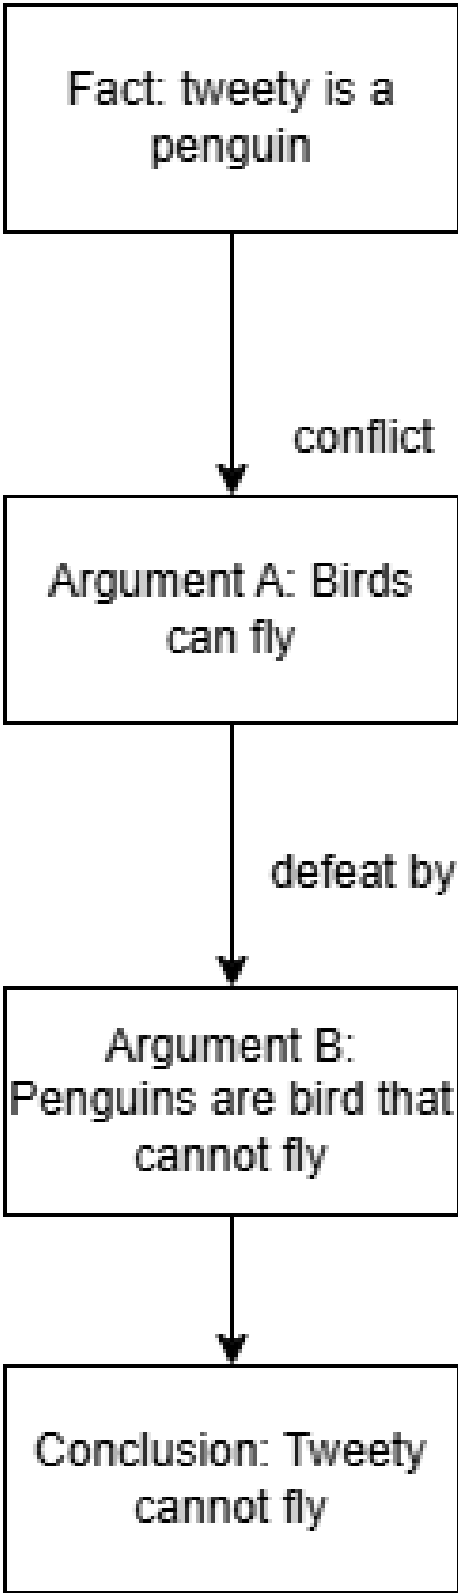 Fact: tweety is a
penguin
conflict
Argument A: Birds
can fly
defeat by
Argument B:
Penguins are bird that
cannot fly
Conclusion: Tweety
cannot fly